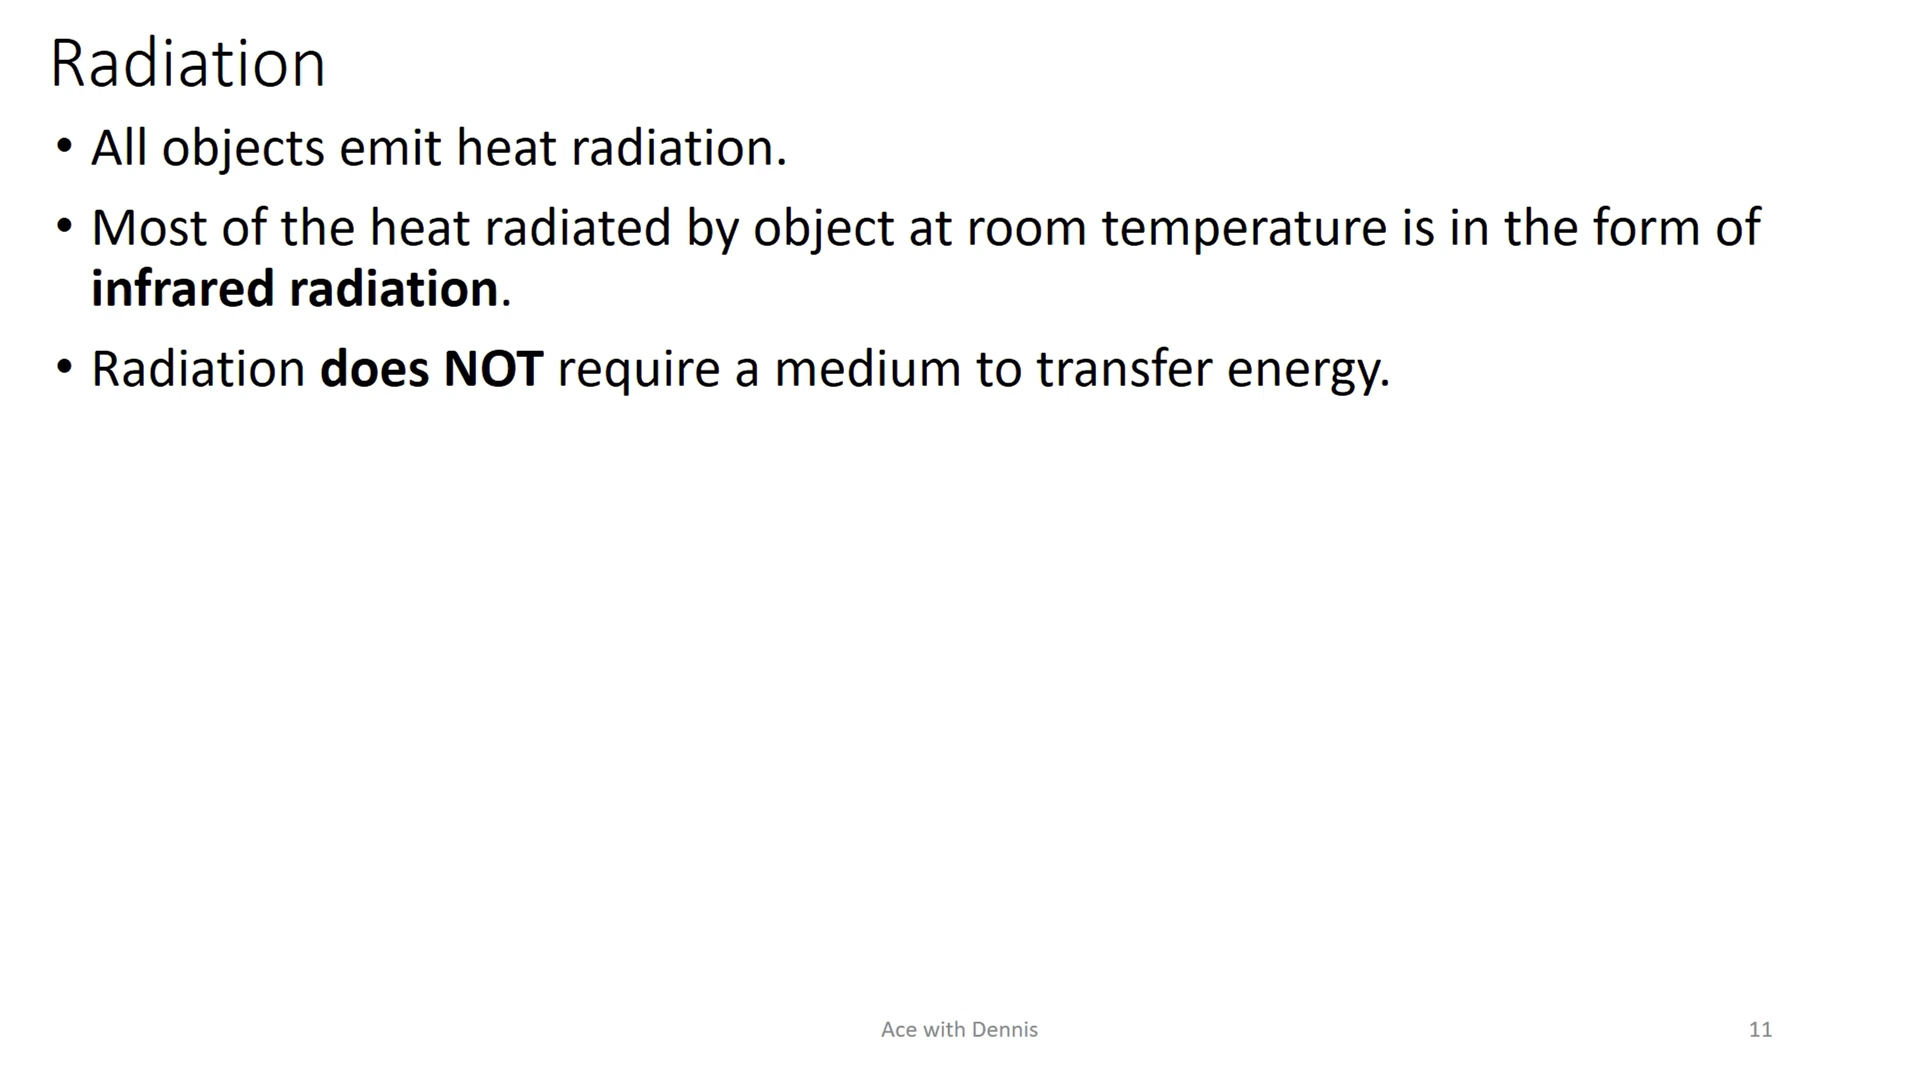 Radiation
• All objects emit heat radiation.
• Most of the heat radiated by object at room temperature is in the form of
infrared radiation.
• Radiation does NOT require a medium to transfer energy.
Ace with Dennis
11